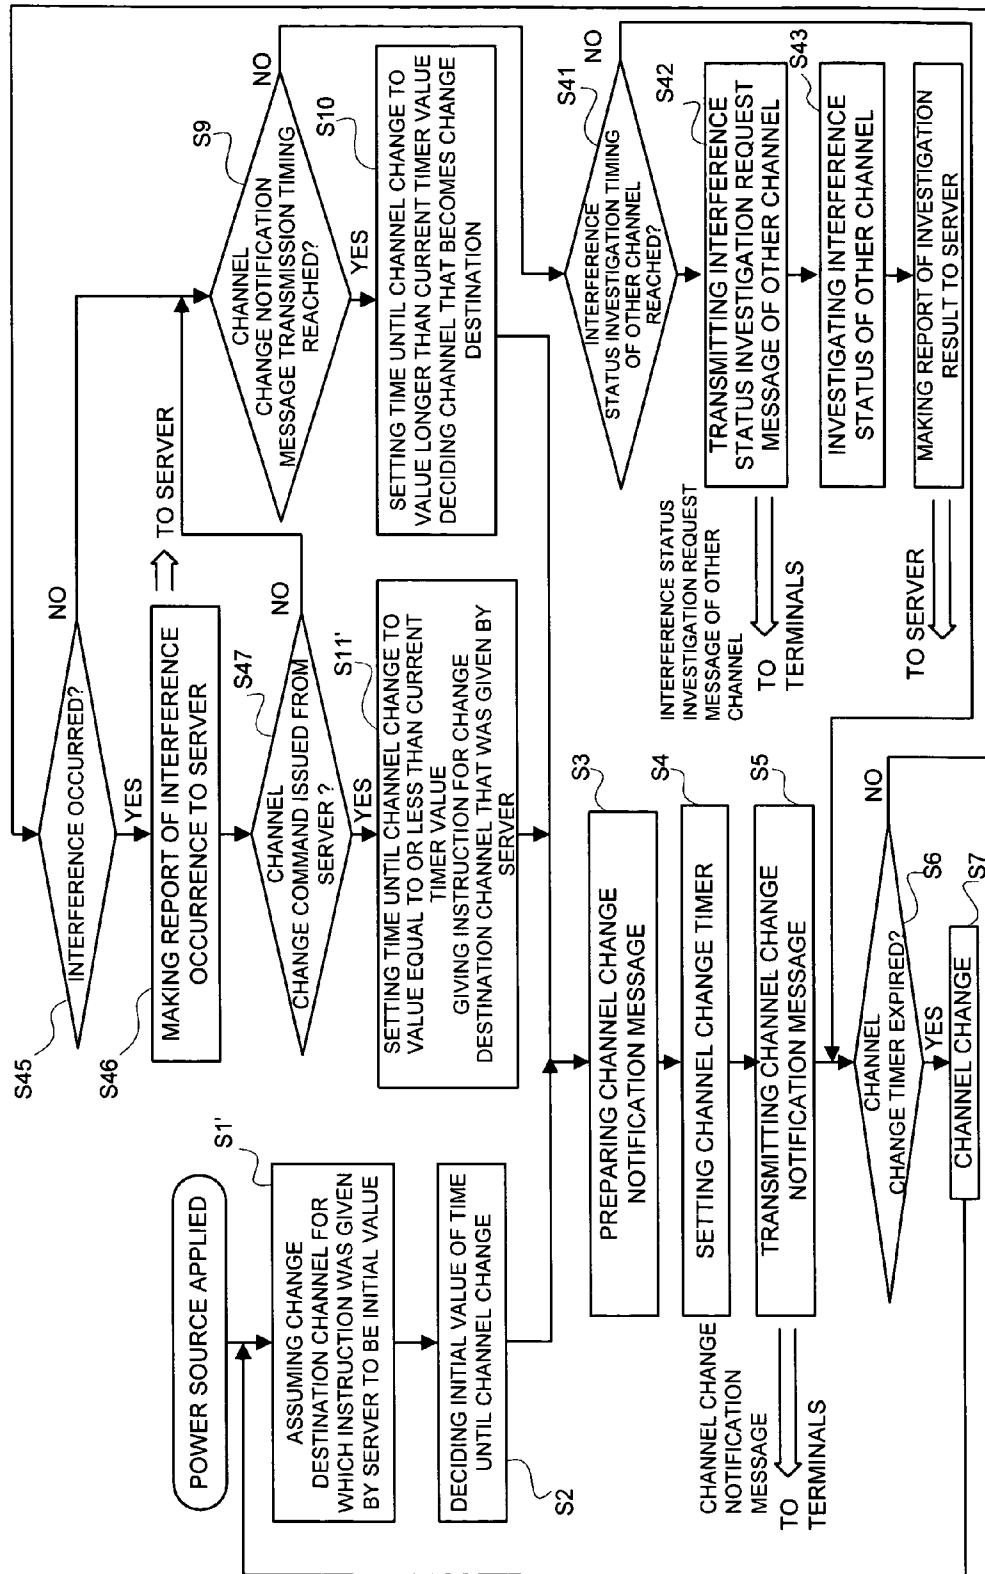 POWER SOURCE APPLIED
S1'
ASSUMING CHANGE
DESTINATION CHANNEL FOR
WHICH INSTRUCTION WAS GIVEN
BY SERVER TO BE INITIAL VALUE
DECIDING INITIAL VALUE OF TIME
UNTIL CHANNEL CHANGE
S2
S45
INTERFERENCE OCCURRED?
NO
YES
S46
MAKING REPORT OF INTERFERENCE
OCCURRENCE TO SERVER
TO SERVER
S47
CHANNEL
CHANGE COMMAND ISSUED FROM
SERVER ?
NO
YES
S11'
SETTING TIME UNTIL CHANNEL CHANGE TO
VALUE EQUAL TO OR LESS THAN CURRENT
TIMER VALUE
GIVING INSTRUCTION FOR CHANGE
DESTINATION CHANNEL THAT WAS GIVEN BY
SERVER
S9
CHANNEL
CHANGE NOTIFICATION
MESSAGE TRANSMISSION TIMING
REACHED?
NO
YES
S10
SETTING TIME UNTIL CHANNEL CHANGE TO
VALUE LONGER THAN CURRENT TIMER VALUE
DECIDING CHANNEL THAT BECOMES CHANGE
DESTINATION
S3
PREPARING CHANNEL CHANGE
NOTIFICATION MESSAGE
S4
SETTING CHANNEL CHANGE TIMER
S5
TRANSMITTING CHANNEL CHANGE
NOTIFICATION MESSAGE
CHANNEL CHANGE
NOTIFICATION
MESSAGE
TO
TERMINALS
S6
CHANNEL
CHANGE TIMER EXPIRED?
NO
YES
S7
CHANNEL CHANGE
S41
INTERFERENCE
STATUS INVESTIGATION TIMING
OF OTHER CHANNEL
REACHED?
NO
S42
TRANSMITTING INTERFERENCE
STATUS INVESTIGATION REQUEST
MESSAGE OF OTHER CHANNEL
INTERFERENCE STATUS
INVESTIGATION REQUEST
MESSAGE OF OTHER
CHANNEL
TO
TERMINALS
S43
INVESTIGATING INTERFERENCE
STATUS OF OTHER CHANNEL
MAKING REPORT OF INVESTIGATION
RESULT TO SERVER
TO SERVER